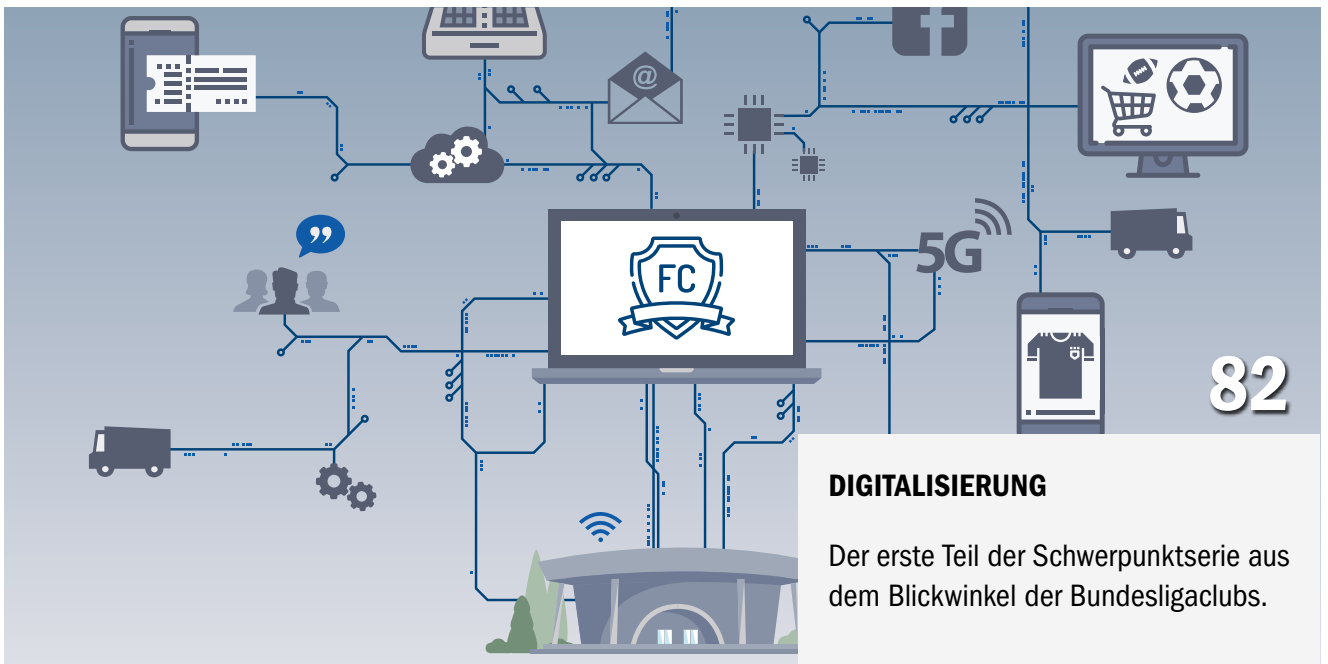 @
5G
FC
82
DIGITALISIERUNG
Der erste Teil der Schwerpunktserie aus
dem Blickwinkel der Bundesligaclubs.